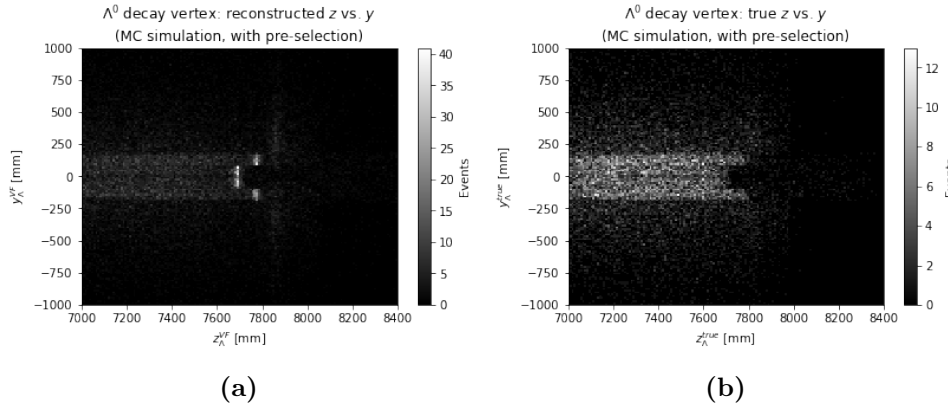 Λ⁰ decay vertex: reconstructed z vs. y
(MC simulation, with pre-selection)
1000
750
500
250
0
−250
−500
−750
−1000
y_Λ^VF [mm]
7000 7200 7400 7600 7800 8000 8200 8400
z_Λ^VF [mm]
40
35
30
25
20
15
10
5
0
Events
(a)
Λ⁰ decay vertex: true z vs. y
(MC simulation, with pre-selection)
1000
750
500
250
0
−250
−500
−750
−1000
y_Λ^true [mm]
7000 7200 7400 7600 7800 8000 8200 8400
z_Λ^true [mm]
12
10
8
6
4
2
0
Events
(b)